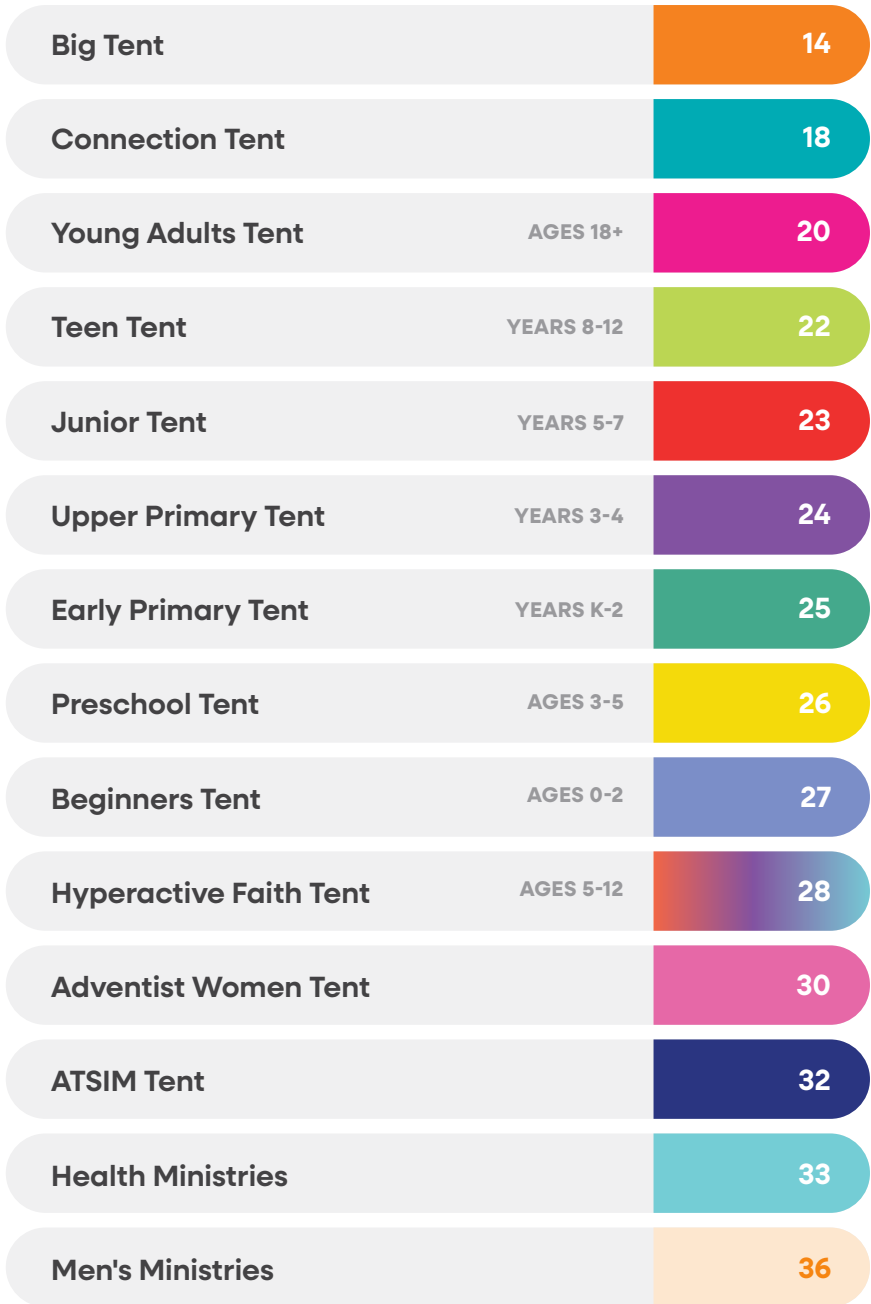 Big Tent 14
Connection Tent 18
Young Adults Tent AGES 18+ 20
Teen Tent YEARS 8-12 22
Junior Tent YEARS 5-7 23
Upper Primary Tent YEARS 3-4 24
Early Primary Tent YEARS K-2 25
Preschool Tent AGES 3-5 26
Beginners Tent AGES 0-2 27
Hyperactive Faith Tent AGES 5-12 28
Adventist Women Tent 30
ATSIM Tent 32
Health Ministries 33
Men's Ministries 36